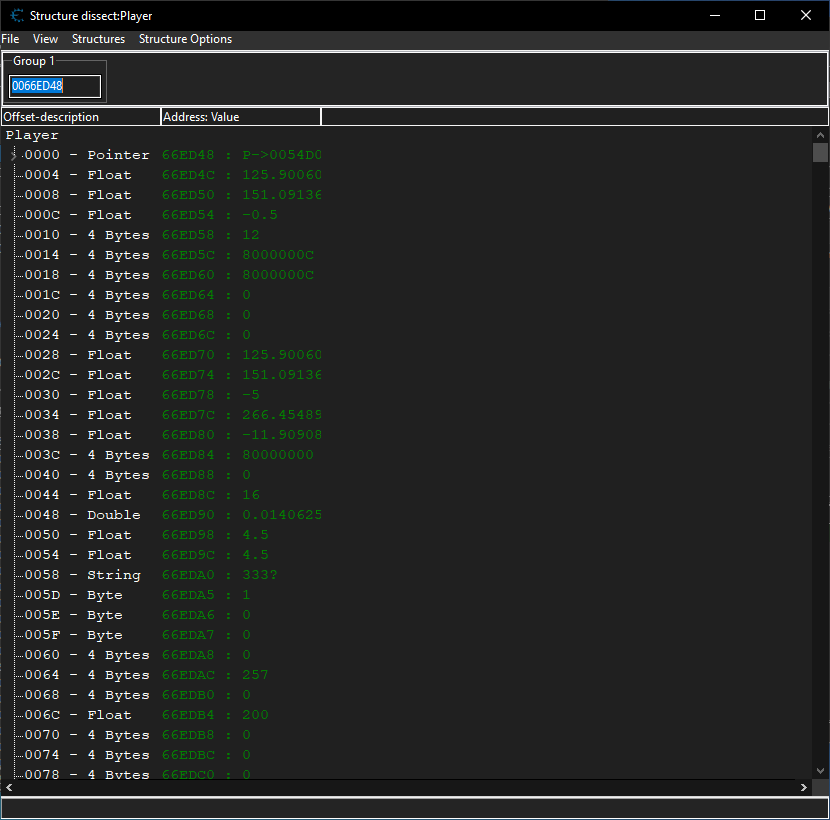 Structure dissect:Player
File View Structures Structure Options
Group 1
0066ED48
Offset-description Address: Value
Player
0000 - Pointer 66ED48 : P->0054D0
0004 - Float 66ED4C : 125.90060
0008 - Float 66ED50 : 151.09136
000C - Float 66ED54 : -0.5
0010 - 4 Bytes 66ED58 : 12
0014 - 4 Bytes 66ED5C : 8000000C
0018 - 4 Bytes 66ED60 : 8000000C
001C - 4 Bytes 66ED64 : 0
0020 - 4 Bytes 66ED68 : 0
0024 - 4 Bytes 66ED6C : 0
0028 - Float 66ED70 : 125.90060
002C - Float 66ED74 : 151.09136
0030 - Float 66ED78 : -5
0034 - Float 66ED7C : 266.45489
0038 - Float 66ED80 : -11.90908
003C - 4 Bytes 66ED84 : 80000000
0040 - 4 Bytes 66ED88 : 0
0044 - Float 66ED8C : 16
0048 - Double 66ED90 : 0.0140625
0050 - Float 66ED98 : 4.5
0054 - Float 66ED9C : 4.5
0058 - String 66EDA0 : 333?
005D - Byte 66EDA5 : 1
005E - Byte 66EDA6 : 0
005F - Byte 66EDA7 : 0
0060 - 4 Bytes 66EDA8 : 0
0064 - 4 Bytes 66EDAC : 257
0068 - 4 Bytes 66EDB0 : 0
006C - Float 66EDB4 : 200
0070 - 4 Bytes 66EDB8 : 0
0074 - 4 Bytes 66EDBC : 0
0078 - 4 Bytes 66EDC0 : 0